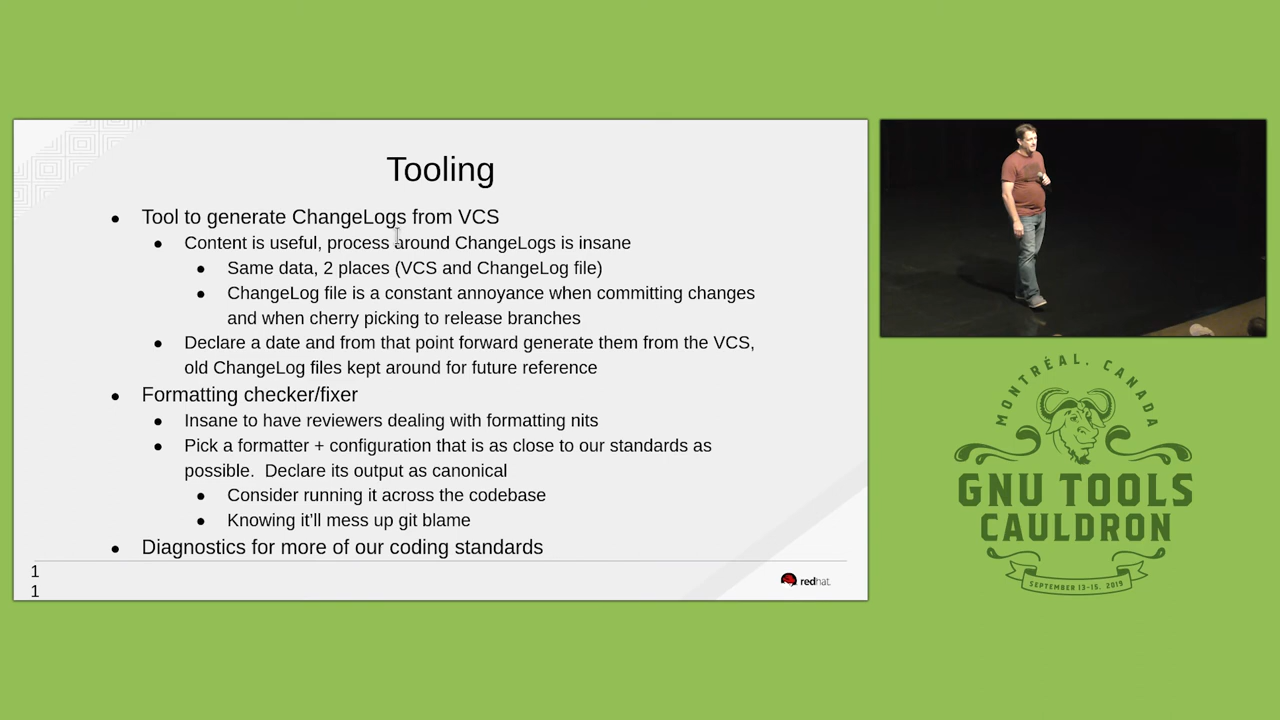 Tooling
● Tool to generate ChangeLogs from VCS
● Content is useful, process around ChangeLogs is insane
● Same data, 2 places (VCS and ChangeLog file)
● ChangeLog file is a constant annoyance when committing changes
and when cherry picking to release branches
● Declare a date and from that point forward generate them from the VCS,
old ChangeLog files kept around for future reference
● Formatting checker/fixer
● Insane to have reviewers dealing with formatting nits
● Pick a formatter + configuration that is as close to our standards as
possible.  Declare its output as canonical
● Consider running it across the codebase
● Knowing it'll mess up git blame
● Diagnostics for more of our coding standards
1
1
redhat.
MONTRÉAL, CANADA
GNU TOOLS
CAULDRON
SEPTEMBER 13-15, 2019